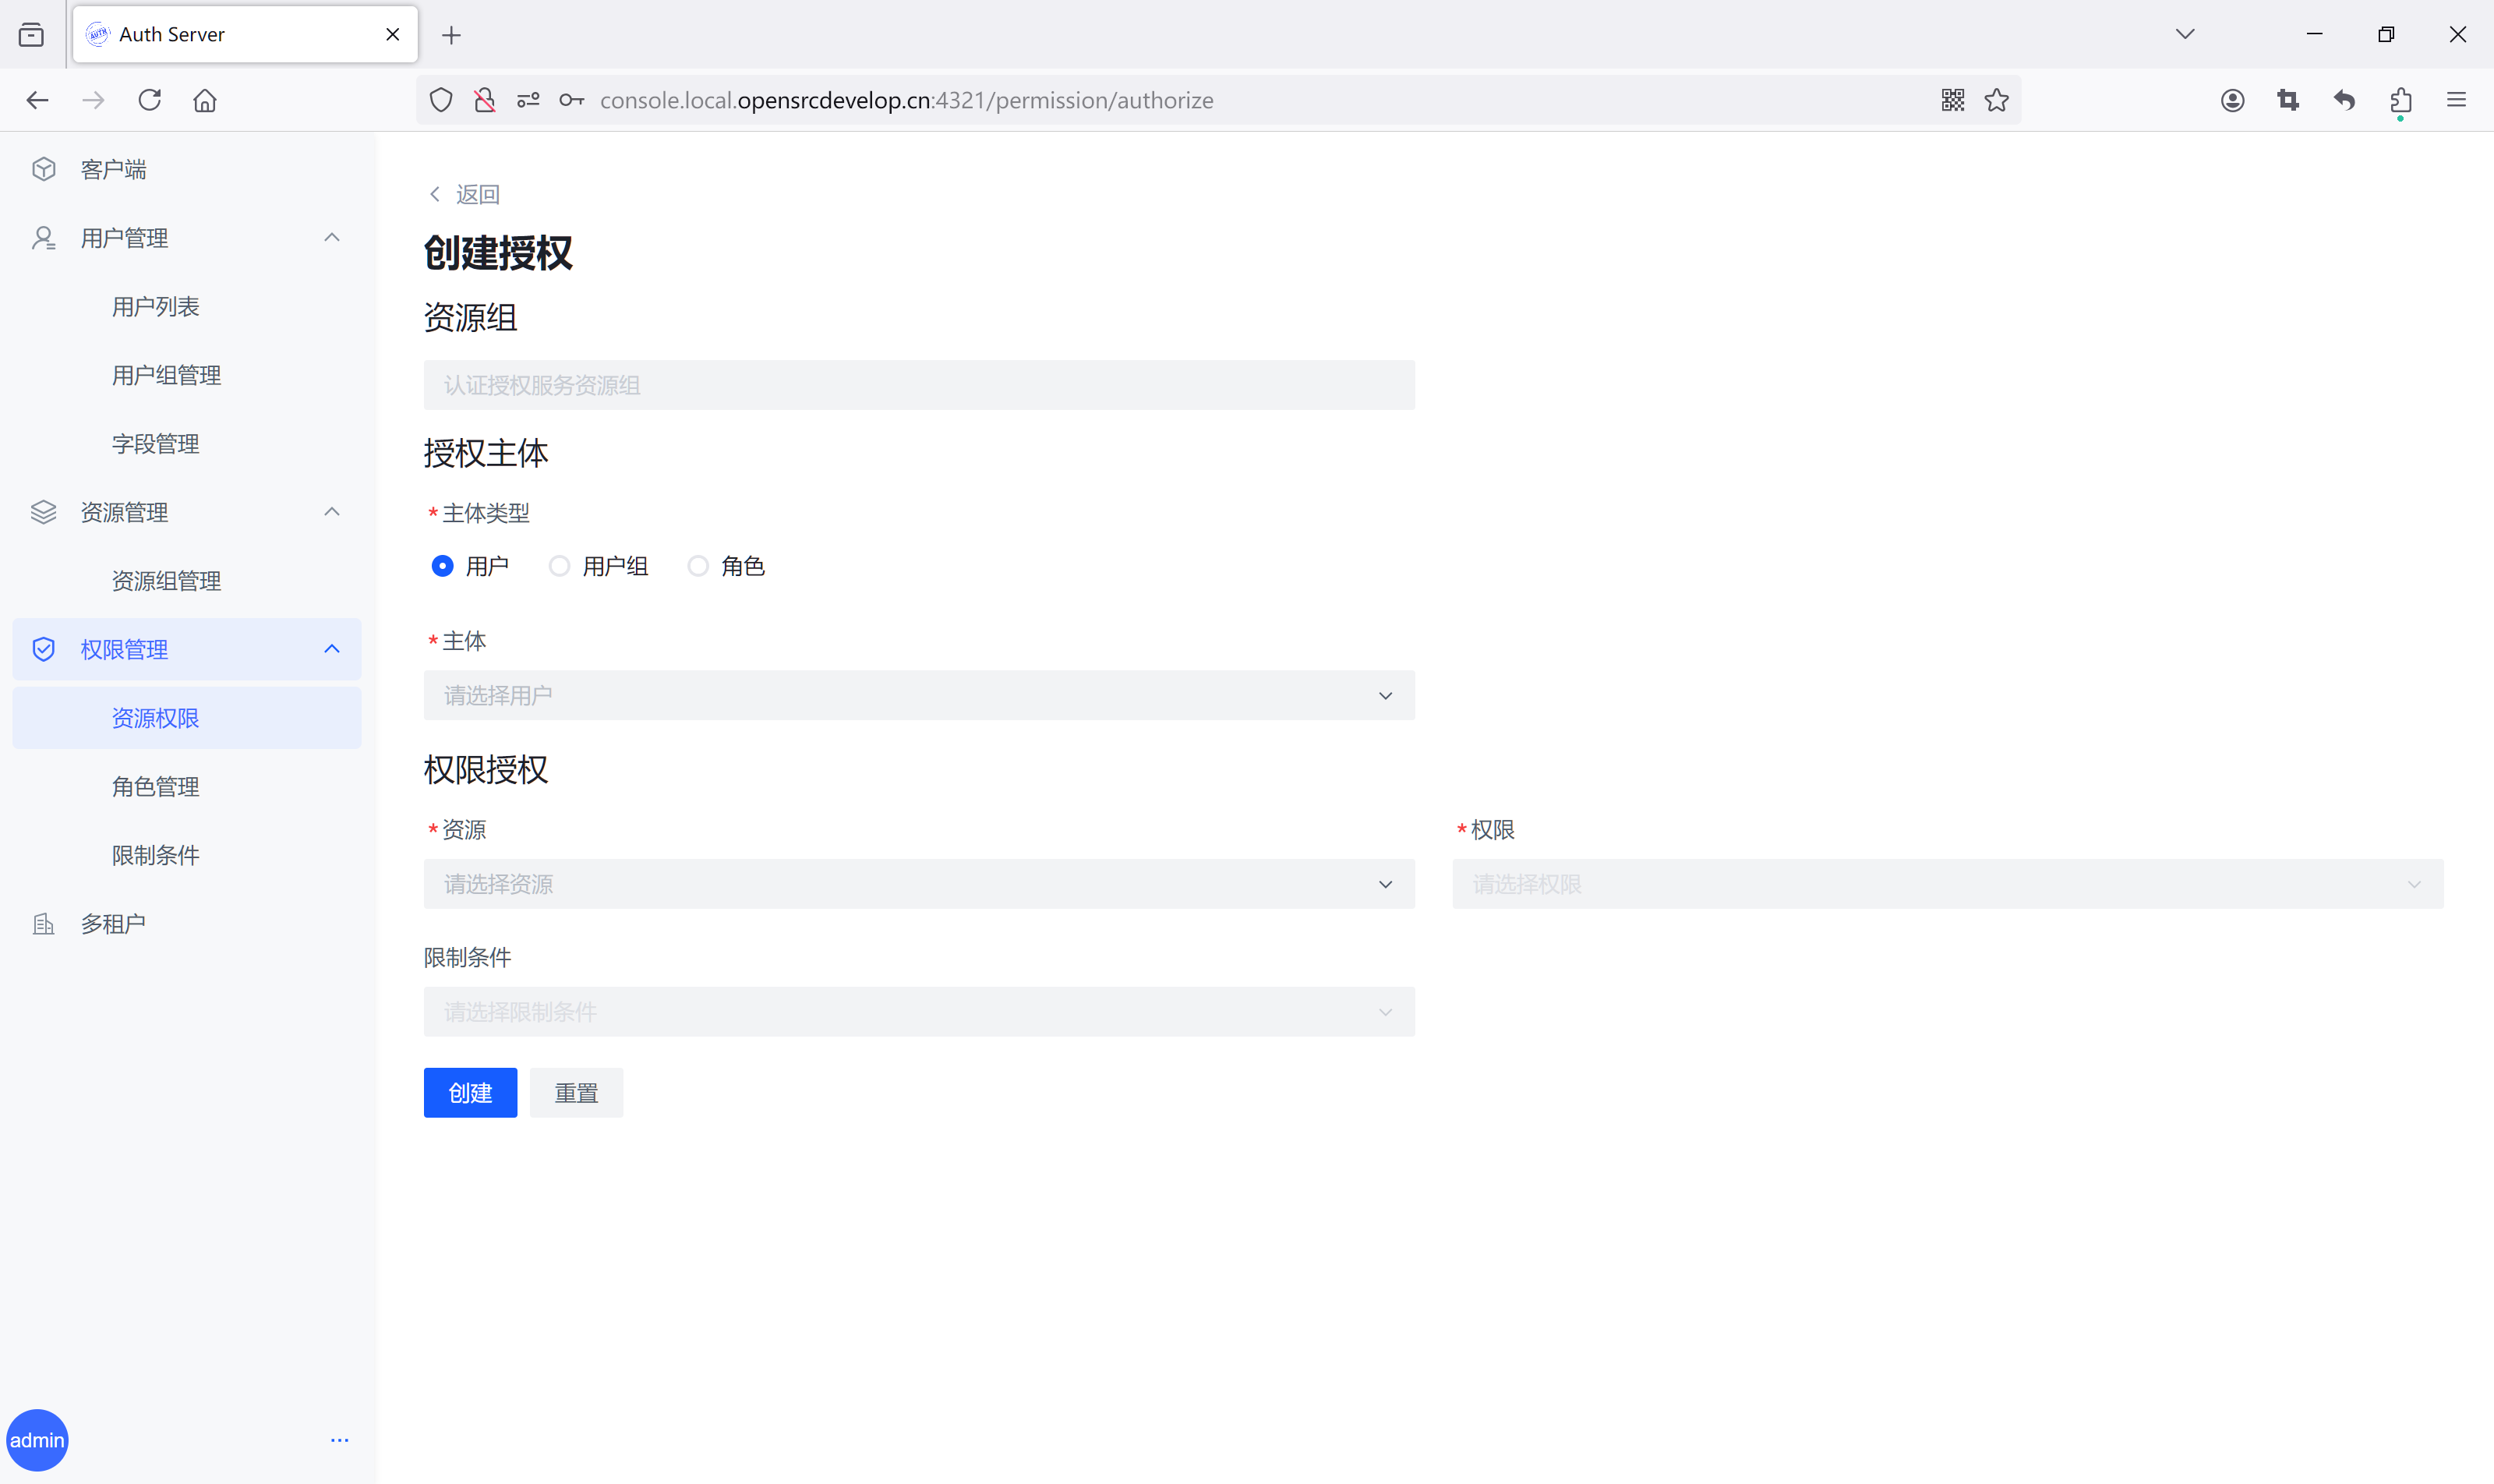 Auth Server
console.local.opensrcdevelop.cn:4321/permission/authorize
客户端
用户管理
用户列表
用户组管理
字段管理
资源管理
资源组管理
权限管理
资源权限
角色管理
限制条件
多租户
admin
...
返回
创建授权
资源组
认证授权服务资源组
授权主体
*主体类型
用户 用户组 角色
*主体
请选择用户
权限授权
*资源 *权限
请选择资源 请选择权限
限制条件
请选择限制条件
创建 重置